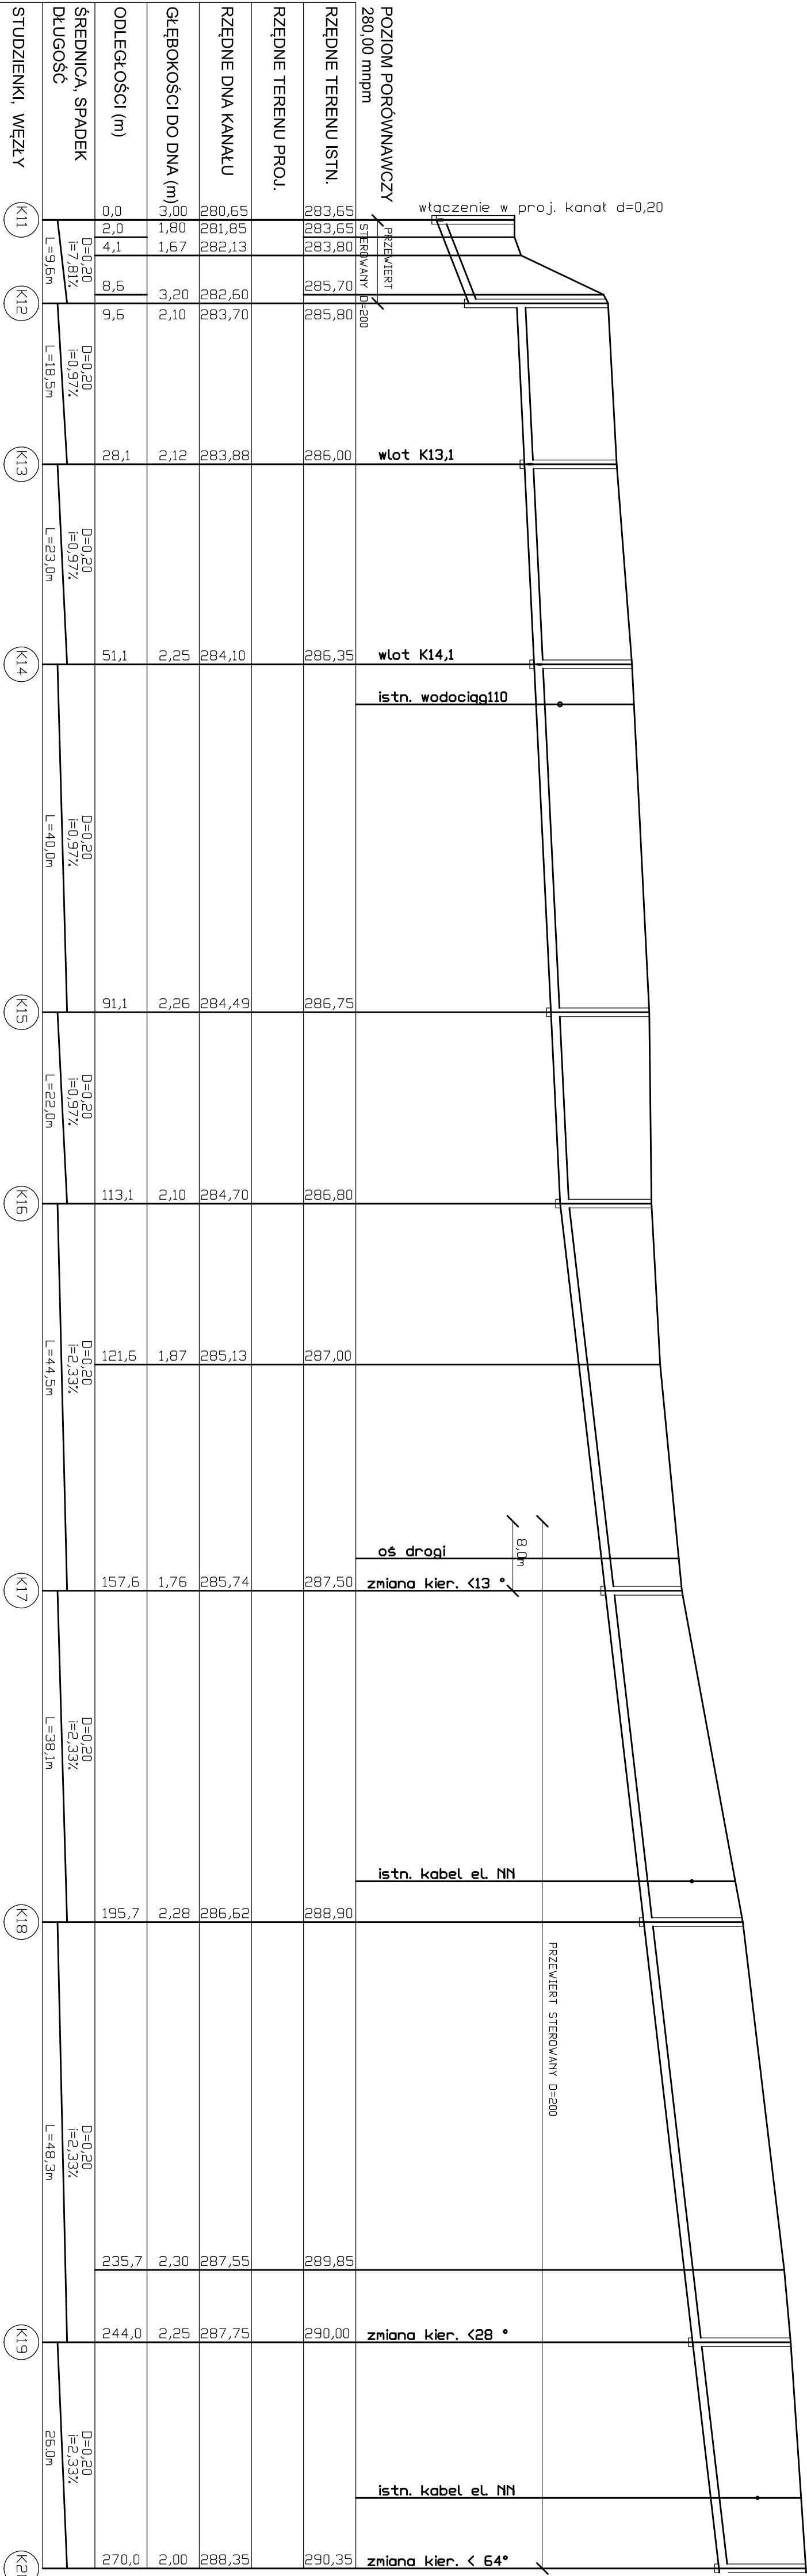 włączenie w proj. kanał d=0,20
POZIOM PORÓWNAWCZY
280,00 mnpm
PRZEWIERT
STEROWANY D=200
wlot K13,1
wlot K14,1
istn. wodociąg110
oś drogi
8,0m
zmiana kier. <13 °
istn. kabel el. NN
PRZEWIERT STEROWANY D=200
zmiana kier. <28 °
istn. kabel el. NN
zmiana kier. < 64°
RZĘDNE TERENU ISTN.
283,65
283,65
283,80
285,70
285,80
286,00
286,35
286,75
286,80
287,00
287,50
288,90
289,85
290,00
290,35
RZĘDNE TERENU PROJ.
RZĘDNE DNA KANAŁU
280,65
281,85
282,13
282,60
283,70
283,88
284,10
284,49
284,70
285,13
285,74
286,62
287,55
287,75
288,35
GŁĘBOKOŚCI DO DNA (m)
3,00
1,80
1,67
3,20
2,10
2,12
2,25
2,26
2,10
1,87
1,76
2,28
2,30
2,25
2,00
ODLEGŁOŚCI (m)
0,0
2,0
4,1
8,6
9,6
28,1
51,1
91,1
113,1
121,6
157,6
195,7
235,7
244,0
270,0
ŚREDNICA, SPADEK
DŁUGOŚĆ
D=0,20
i=7,81%
L=9,6m
D=0,20
i=0,97%
L=18,5m
D=0,20
i=0,97%
L=23,0m
D=0,20
i=0,97%
L=40,0m
D=0,20
i=0,97%
L=22,0m
D=0,20
i=2,33%
L=44,5m
D=0,20
i=2,33%
L=38,1m
D=0,20
i=2,33%
L=48,3m
D=0,20
i=2,33%
26.0m
STUDZIENKI, WĘZŁY
K11
K12
K13
K14
K15
K16
K17
K18
K19
K20